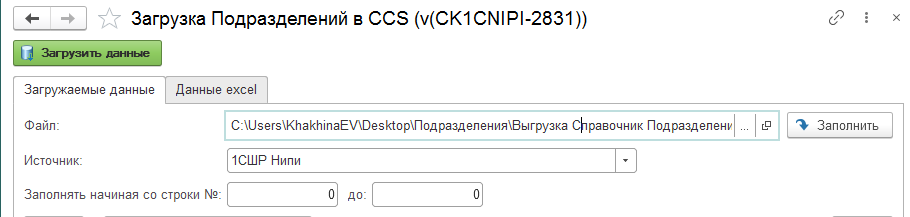 Загрузка Подразделений в CCS (v(CK1CNIPI-2831))
Загрузить данные
Загружаемые данные Данные excel
Файл: C:\Users\KhakhinaEV\Desktop\Подразделения\Выгрузка Справочник Подразделени ... Заполнить
Источник: 1СШР Нипи
Заполнять начиная со строки №: 0 до: 0